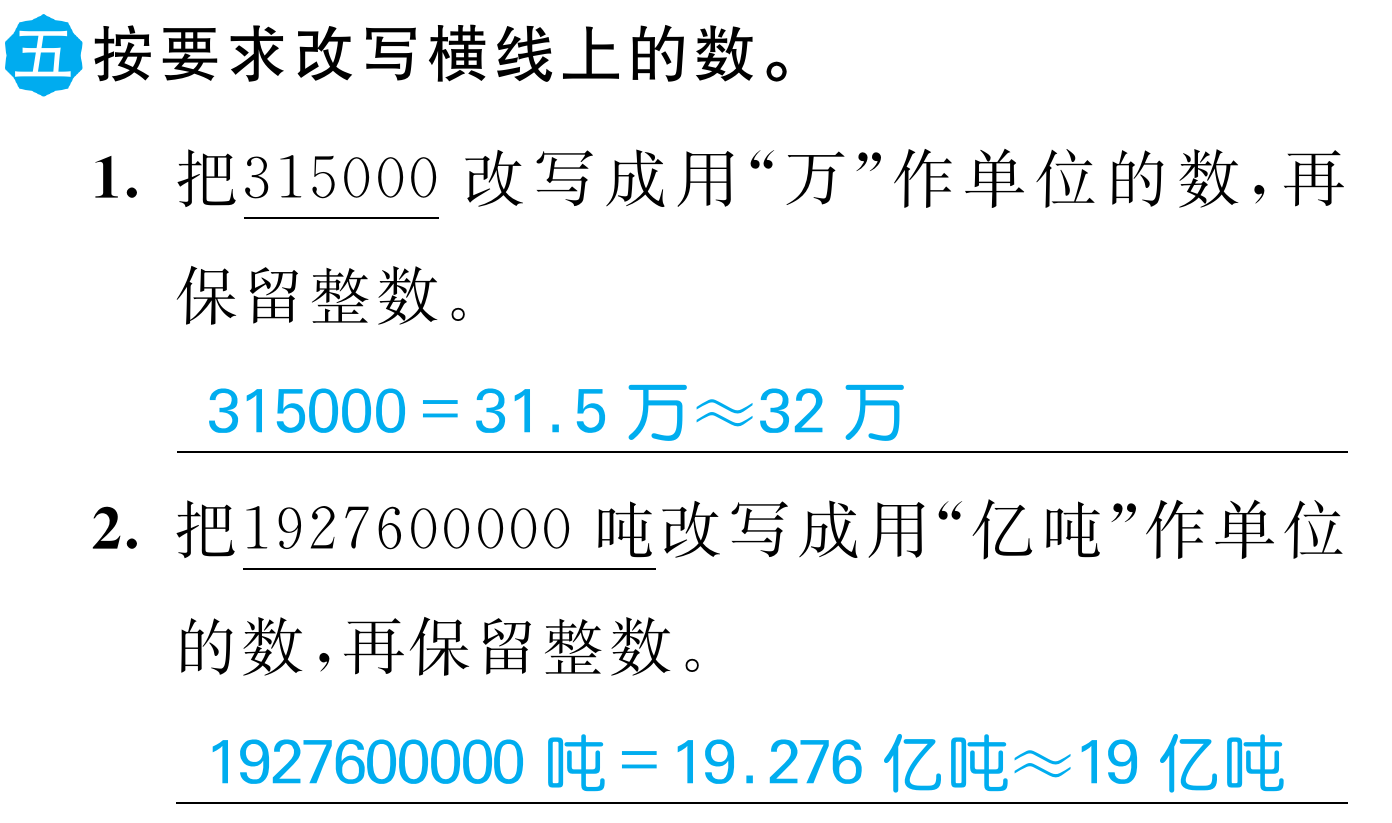 五 按要求改写横线上的数。
1. 把315000 改写成用“万”作单位的数,再
保留整数。
315000=31.5 万≈32 万
2. 把1927600000 吨改写成用“亿吨”作单位
的数,再保留整数。
1927600000 吨=19.276 亿吨≈19 亿吨